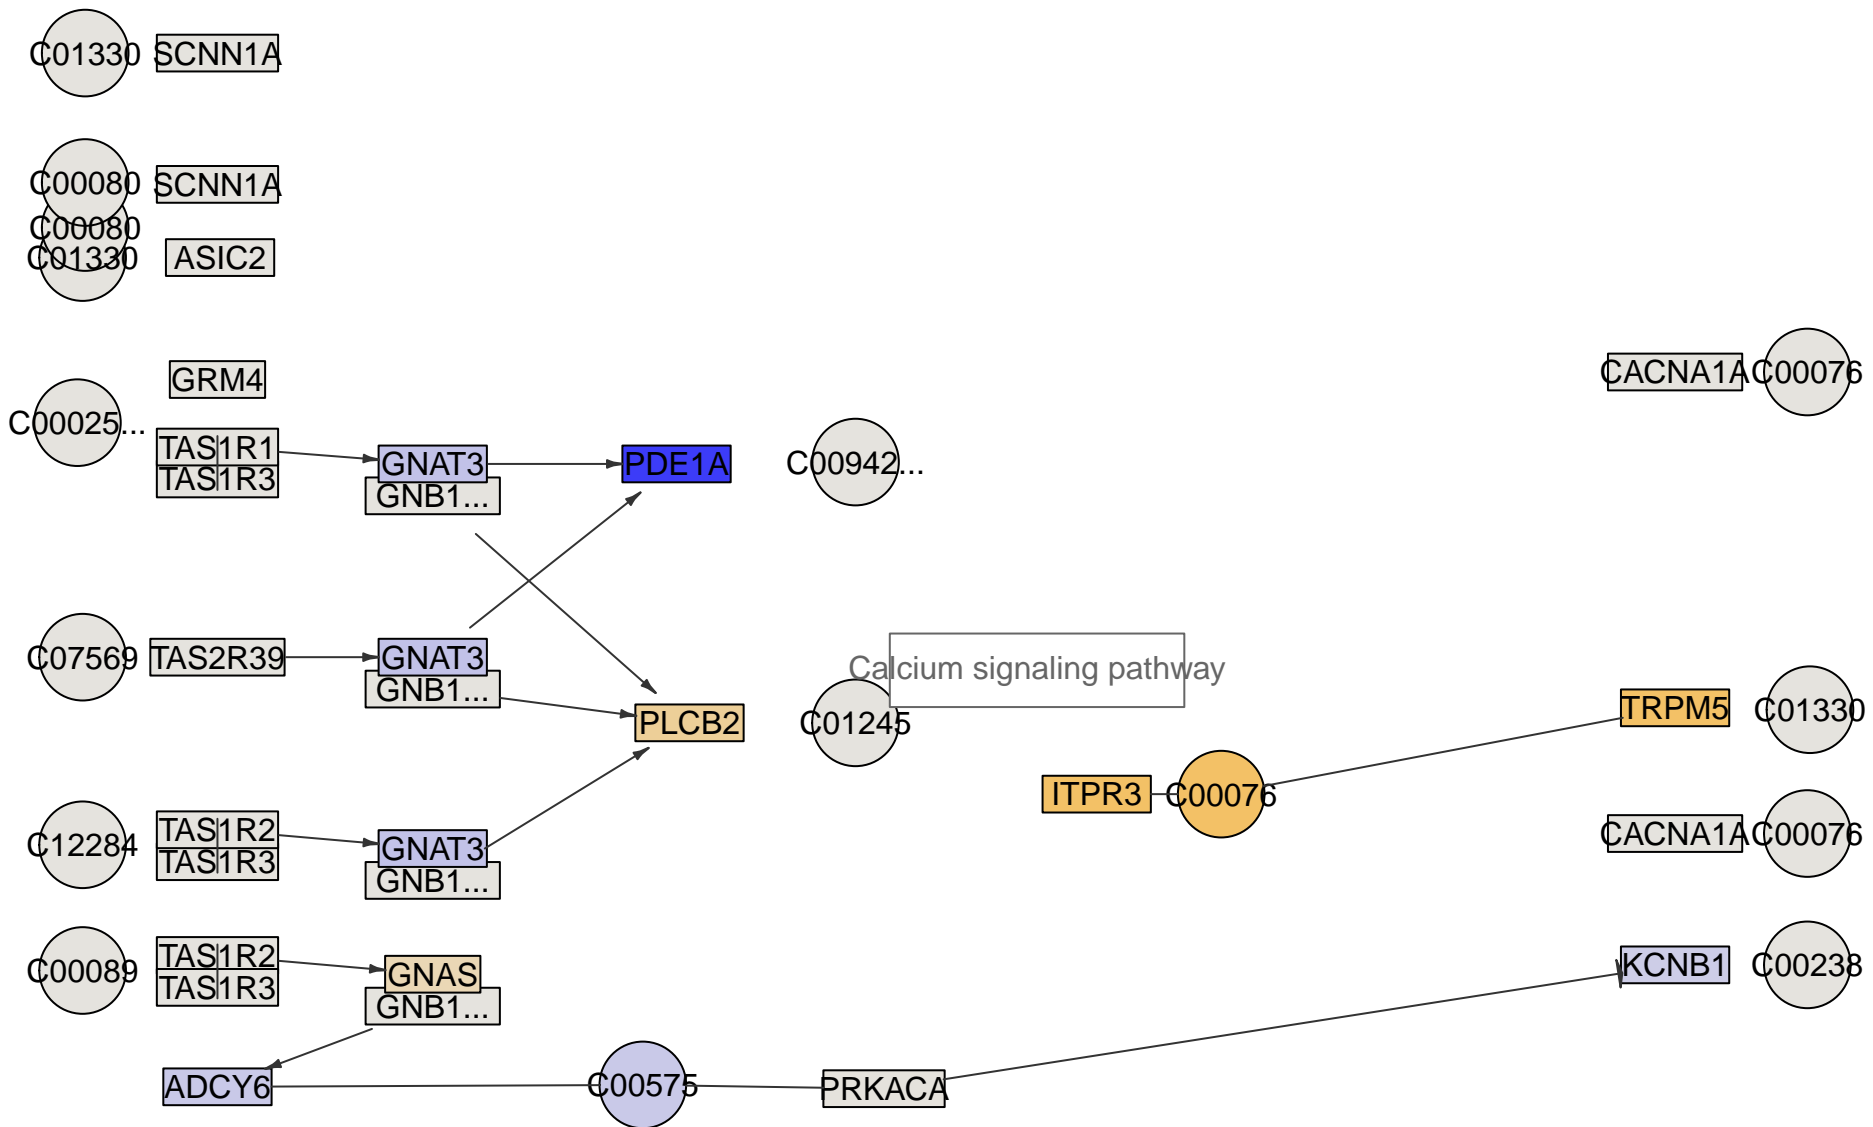 C01330 SCNN1A
C00080 SCNN1A
C00080
C01330 ASIC2
GRM4
CACNA1A C00076
C00025...
TAS1R1
GNAT3 PDE1A C00942...
TAS1R3
GNB1...
C07569 TAS2R39 GNAT3
Calcium signaling pathway
GNB1...
PLCB2 C01245
TRPM5 C01330
ITPR3 C00076
TAS1R2
CACNA1A C00076
C12284 GNAT3
TAS1R3
GNB1...
TAS1R2
C00089 GNAS
KCNB1 C00238
TAS1R3
GNB1...
ADCY6 C00575 PRKACA